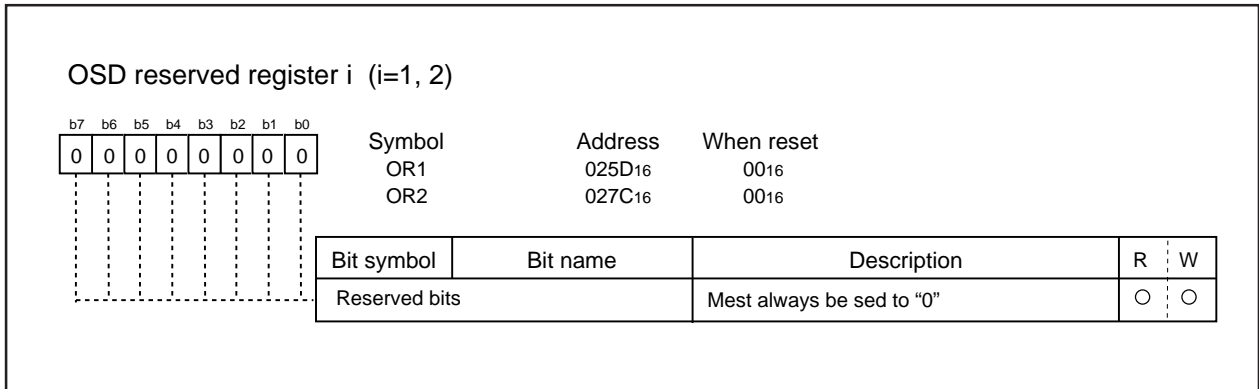 OSD reserved register i (i=1, 2)
b7 b6 b5 b4 b3 b2 b1 b0
0 0 0 0 0 0 0 0
Symbol Address When reset
OR1 025D16 0016
OR2 027C16 0016
Bit symbol Bit name Description R W
Reserved bits Mest always be sed to “0”